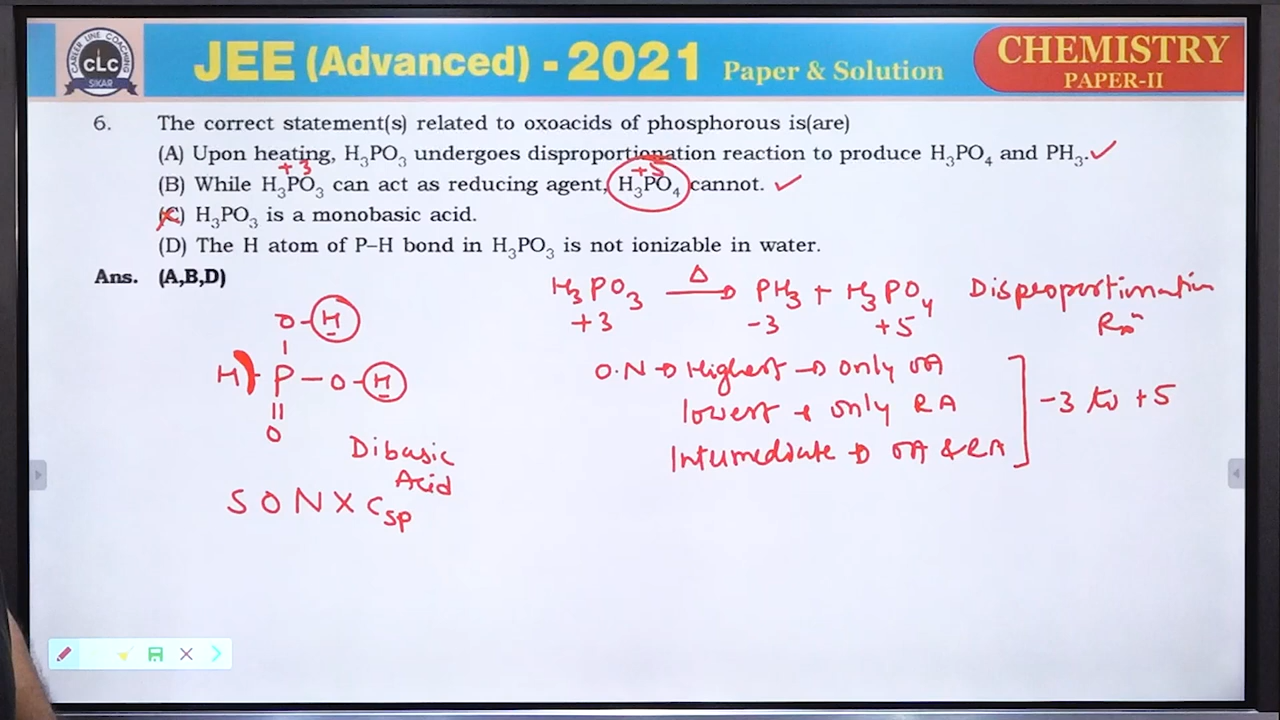 CAREER LINE COACHING
CLC
SIKAR
JEE (Advanced) - 2021 Paper & Solution
CHEMISTRY
PAPER-II
6. The correct statement(s) related to oxoacids of phosphorous is(are)
(A) Upon heating, H₃PO₃ undergoes disproportionation reaction to produce H₃PO₄ and PH₃. ✓
+3 +5
(B) While H₃PO₃ can act as reducing agent, H₃PO₄ cannot. ✓
(C) H₃PO₃ is a monobasic acid.
(D) The H atom of P–H bond in H₃PO₃ is not ionizable in water.
Ans. (A,B,D)
H₃PO₃ —Δ→ PH₃ + H₃PO₄ Disproportionation
+3 -3 +5 Rxⁿ
O-H
H-P-O-H
O
O.N → Highest → only OA
lowest → only RA
Intermediate → OA & RA
-3 to +5
Dibasic
Acid
S O N X C sp